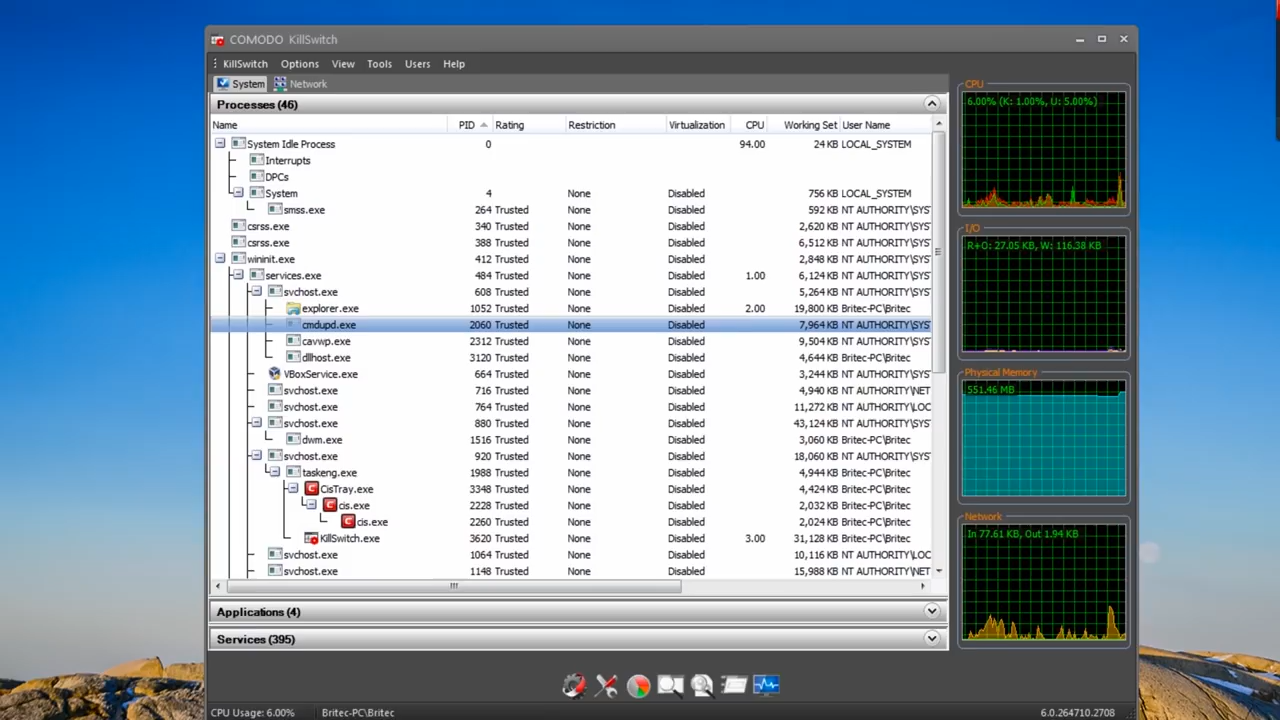 COMODO KillSwitch
KillSwitch Options View Tools Users Help
System Network
Processes (46)
Name PID Rating Restriction Virtualization CPU Working Set User Name
System Idle Process 0 94.00 24 KB LOCAL_SYSTEM
Interrupts
DPCs
System 4 None Disabled 756 KB LOCAL_SYSTEM
smss.exe 264 Trusted None Disabled 592 KB NT AUTHORITY\SYS
csrss.exe 340 Trusted None Disabled 2,620 KB NT AUTHORITY\SYS
csrss.exe 388 Trusted None Disabled 6,512 KB NT AUTHORITY\SYS
wininit.exe 412 Trusted None Disabled 2,848 KB NT AUTHORITY\SYS
services.exe 484 Trusted None Disabled 1.00 6,124 KB NT AUTHORITY\SYS
svchost.exe 608 Trusted None Disabled 5,264 KB NT AUTHORITY\SYS
explorer.exe 1052 Trusted None Disabled 2.00 19,800 KB Britec-PC\Britec
cmdupd.exe 2060 Trusted None Disabled 7,964 KB NT AUTHORITY\SYS
cavwp.exe 2312 Trusted None Disabled 9,504 KB NT AUTHORITY\SYS
dllhost.exe 3120 Trusted None Disabled 4,644 KB Britec-PC\Britec
VBoxService.exe 664 Trusted None Disabled 3,244 KB NT AUTHORITY\SYS
svchost.exe 716 Trusted None Disabled 4,940 KB NT AUTHORITY\NET
svchost.exe 764 Trusted None Disabled 11,272 KB NT AUTHORITY\LOC
svchost.exe 880 Trusted None Disabled 43,124 KB NT AUTHORITY\SYS
dwm.exe 1516 Trusted None Disabled 3,060 KB Britec-PC\Britec
svchost.exe 920 Trusted None Disabled 18,060 KB NT AUTHORITY\SYS
taskeng.exe 1988 Trusted None Disabled 4,944 KB Britec-PC\Britec
CisTray.exe 3348 Trusted None Disabled 4,424 KB Britec-PC\Britec
cis.exe 2228 Trusted None Disabled 2,032 KB Britec-PC\Britec
cis.exe 2260 Trusted None Disabled 2,024 KB Britec-PC\Britec
KillSwitch.exe 3620 Trusted None Disabled 3.00 31,128 KB Britec-PC\Britec
svchost.exe 1064 Trusted None Disabled 10,116 KB NT AUTHORITY\LOC
svchost.exe 1148 Trusted None Disabled 15,988 KB NT AUTHORITY\NET
Applications (4)
Services (395)
CPU
6.00% (K: 1.00%, U: 5.00%)
I/O
R+O: 27.05 KB, W: 116.38 KB
Physical Memory
551.46 MB
Network
In 77.61 KB, Out 1.94 KB
CPU Usage: 6.00% Britec-PC\Britec 6.0.264710.2708